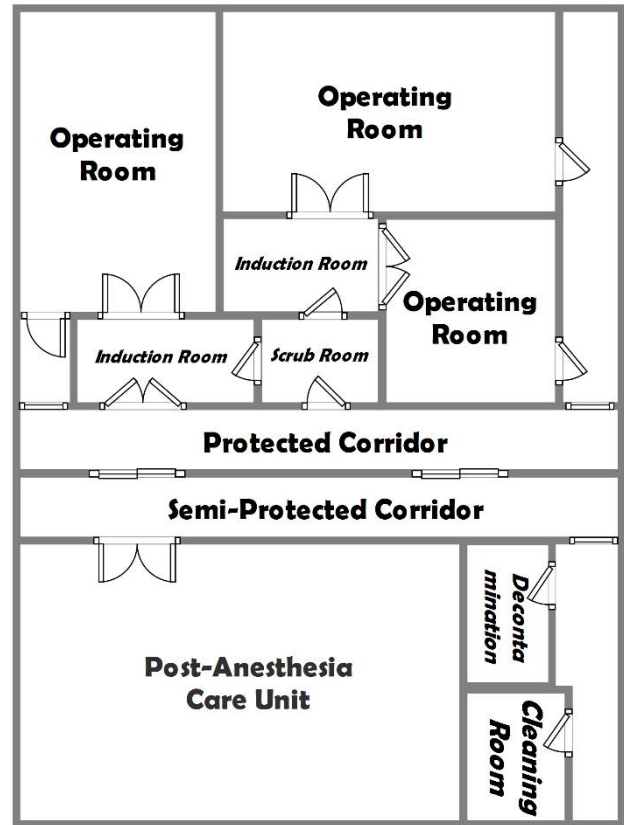 Operating
Room
Operating
Room
Induction Room
Operating
Room
Induction Room
Scrub Room
Protected Corridor
Semi-Protected Corridor
Post-Anesthesia
Care Unit
Deconta
mination
Cleaning
Room